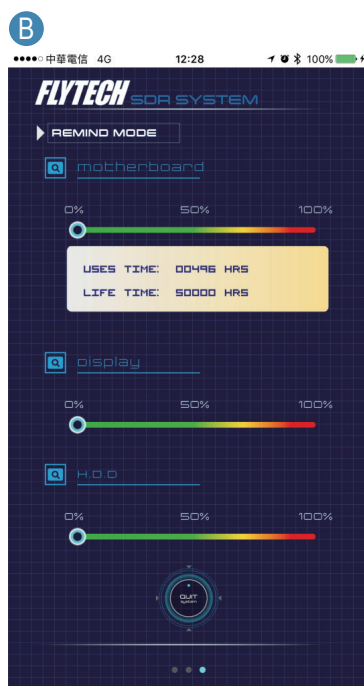 B
中華電信 4G 12:28 100%
FLYTECH SDR SYSTEM
REMIND MODE
motherboard
0% 50% 100%
USES TIME: 00496 HRS
LIFE TIME: 50000 HRS
Display
0% 50% 100%
H.D.D
0% 50% 100%
QUIT
system